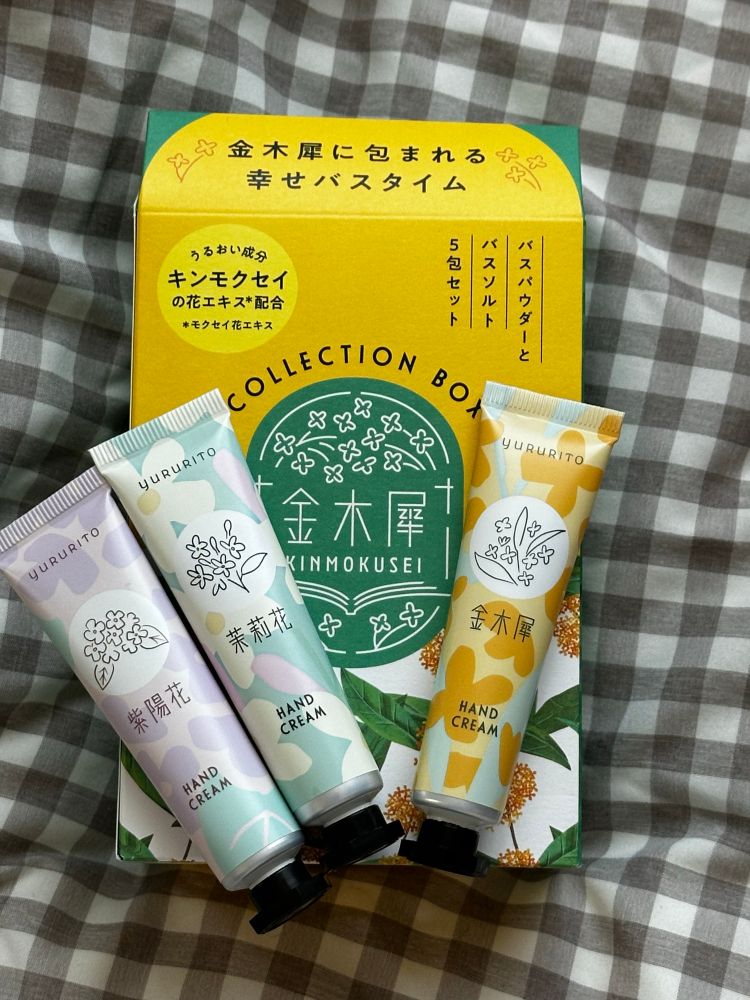 金木犀に包まれる
幸せバスタイム
うるおい成分
キンモクセイ
の花エキス*配合
*モクセイ花エキス
バスパウダーと
バスソルト
5包セット
COLLECTION BOX
金木犀
KINMOKUSEI
yURURITO
紫陽花
HAND
CREAM
yURURITO
茉莉花
HAND
CREAM
yURURITO
金木犀
HAND
CREAM